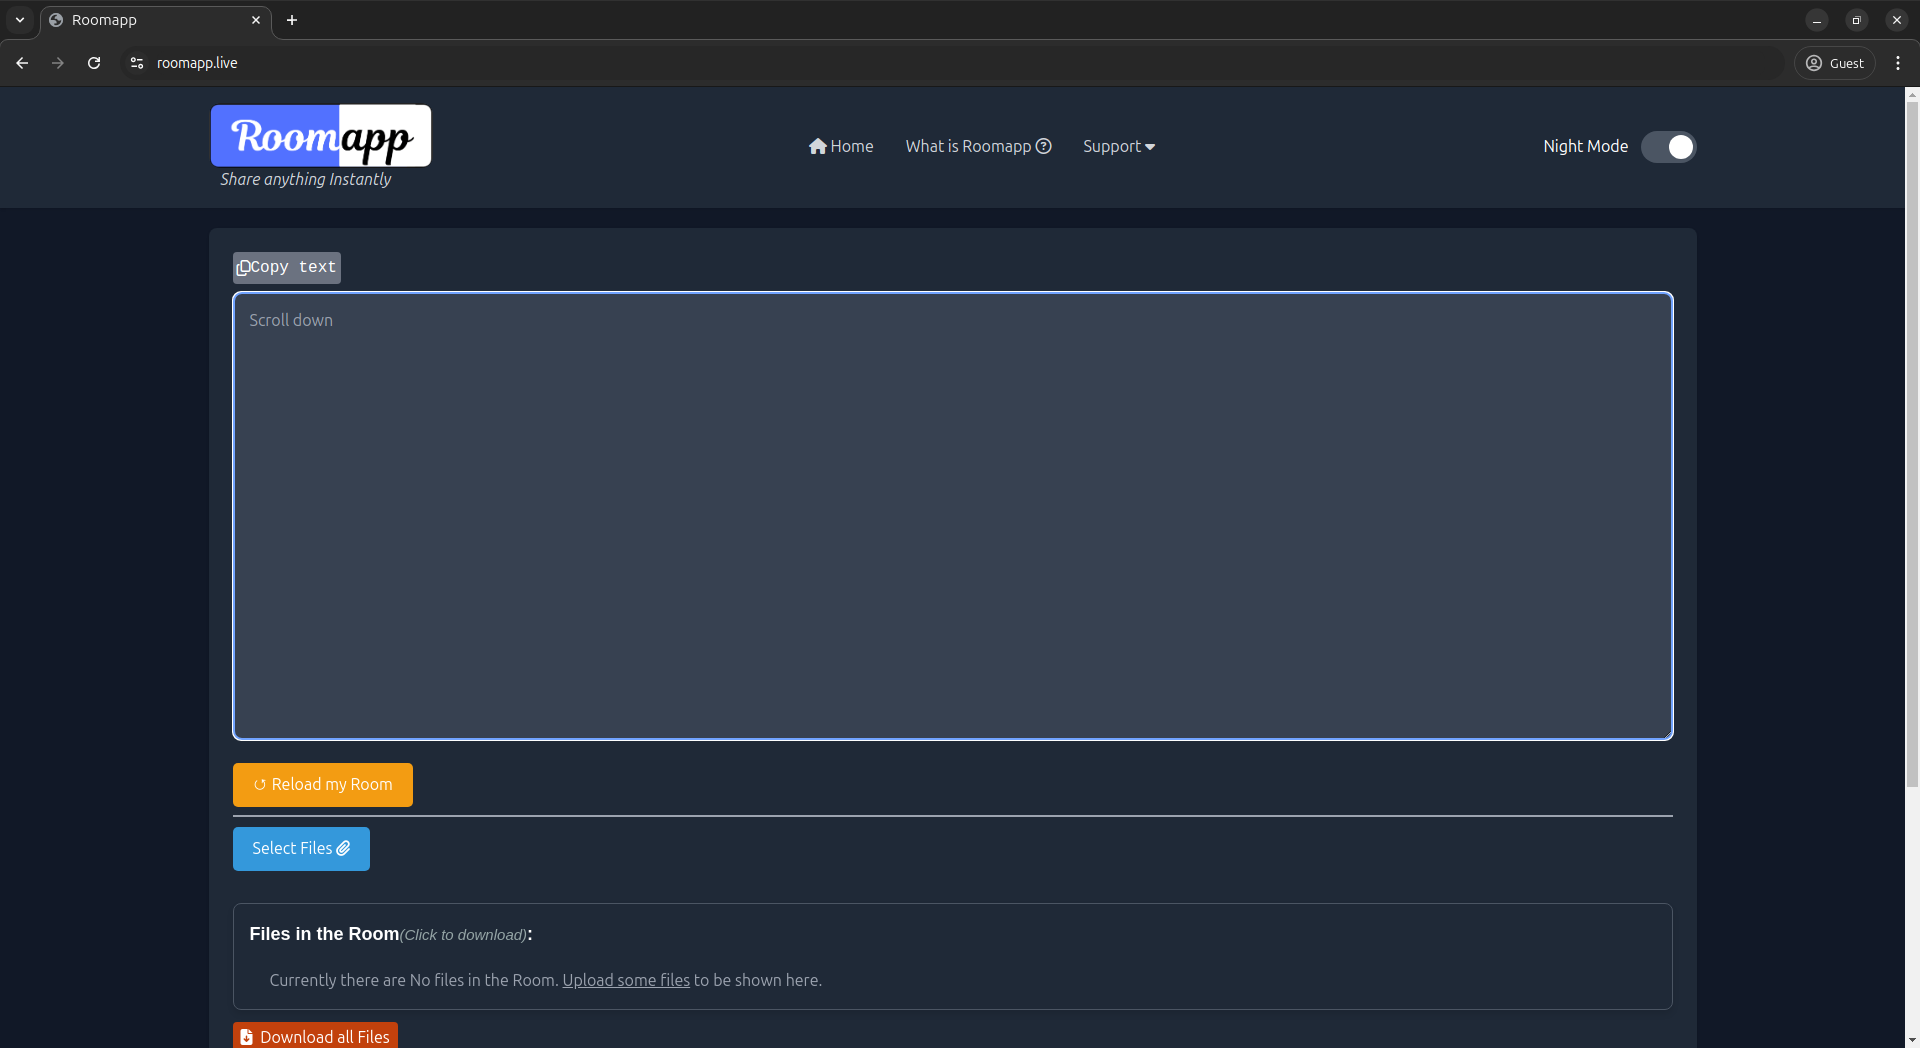 Roomapp
roomapp.live
Guest
Roomapp
Share anything Instantly
Home
What is Roomapp
Support
Night Mode
Copy text
Scroll down
Reload my Room
Select Files
Files in the Room(Click to download):
Currently there are No files in the Room. Upload some files to be shown here.
Download all Files